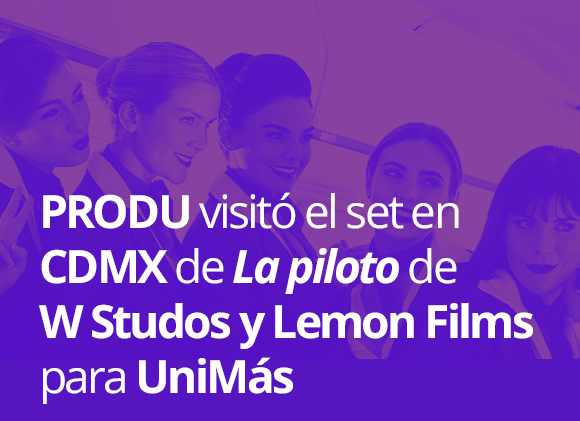 PRODU visitó el set en
CDMX de La piloto de
W Studos y Lemon Films
para UniMás